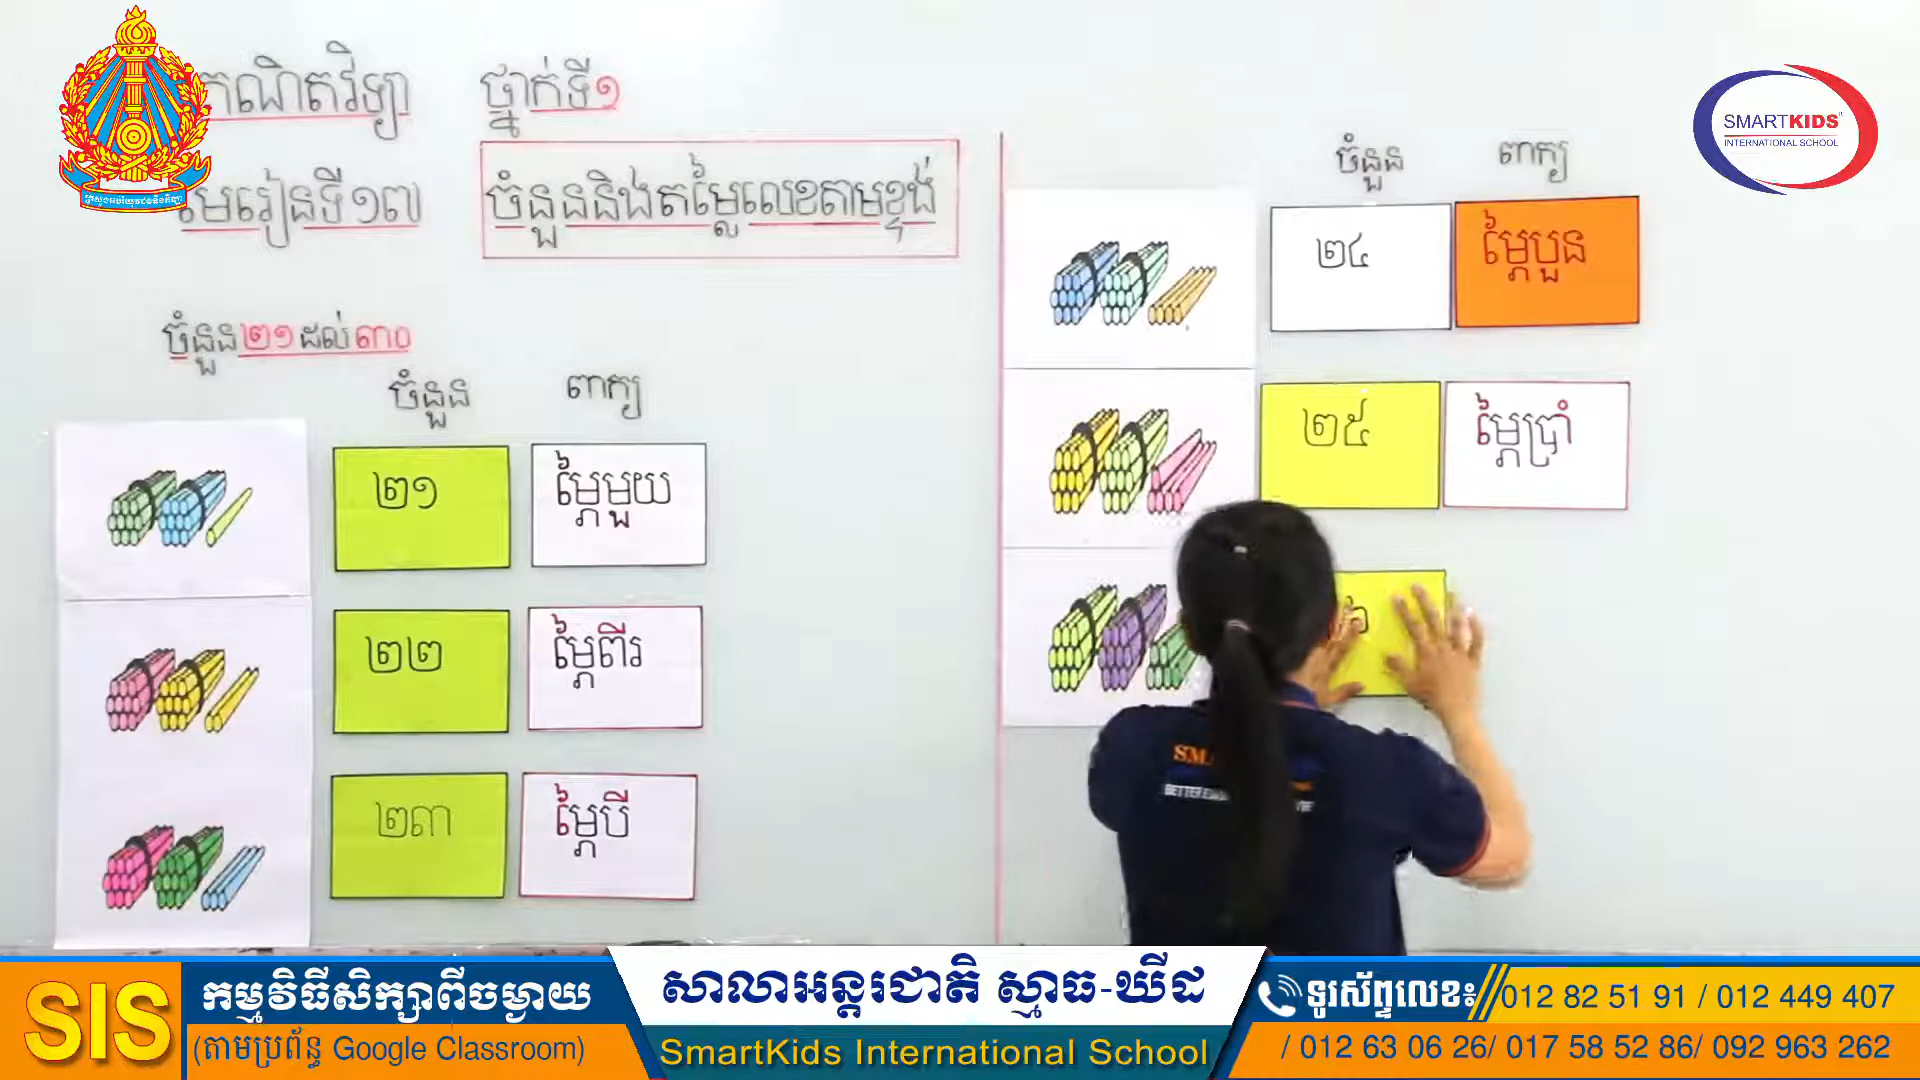 គណិតវិទ្យា
ថ្នាក់ទី១
មេរៀនទី១៧
ចំនួននិងតម្លៃលេខតាមខ្ទង់
ចំនួន២១ដល់៣០
ចំនួន ពាក្យ
២១ ម្ភៃមួយ
២២ ម្ភៃពីរ
២៣ ម្ភៃបី
ចំនួន ពាក្យ
២៤ ម្ភៃបួន
២៥ ម្ភៃប្រាំ
SMARTKIDS
INTERNATIONAL SCHOOL
SIS
កម្មវិធីសិក្សាពីចម្ងាយ
(តាមប្រព័ន្ធ Google Classroom)
សាលាអន្តរជាតិ ស្មាធ-ឃីដ
SmartKids International School
ទូរស័ព្ទលេខ៖ 012 82 51 91 / 012 449 407
/ 012 63 06 26/ 017 58 52 86/ 092 963 262